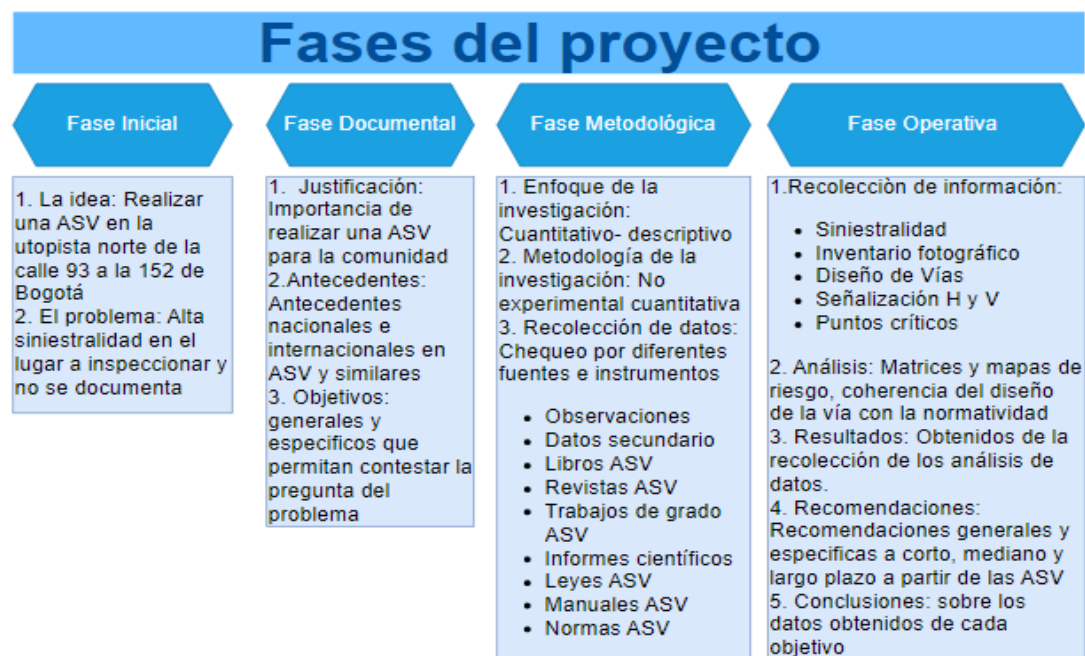 Fases del proyecto
Fase Inicial
1. La idea: Realizar
una ASV en la
utopista norte de la
calle 93 a la 152 de
Bogotá
2. El problema: Alta
siniestralidad en el
lugar a inspeccionar y
no se documenta
Fase Documental
1. Justificación:
Importancia de
realizar una ASV
para la comunidad
2.Antecedentes:
Antecedentes
nacionales e
internacionales en
ASV y similares
3. Objetivos:
generales y
especificos que
permitan contestar la
pregunta del
problema
Fase Metodológica
1. Enfoque de la
investigación:
Cuantitativo- descriptivo
2. Metodología de la
investigación: No
experimental cuantitativa
3. Recolección de datos:
Chequeo por diferentes
fuentes e instrumentos
• Observaciones
• Datos secundario
• Libros ASV
• Revistas ASV
• Trabajos de grado
ASV
• Informes científicos
• Leyes ASV
• Manuales ASV
• Normas ASV
Fase Operativa
1.Recolecciòn de información:
• Siniestralidad
• Inventario fotográfico
• Diseño de Vías
• Señalización H y V
• Puntos críticos
2. Análisis: Matrices y mapas de
riesgo, coherencia del diseño
de la vía con la normatividad
3. Resultados: Obtenidos de la
recolección de los análisis de
datos.
4. Recomendaciones:
Recomendaciones generales y
especificas a corto, mediano y
largo plazo a partir de las ASV
5. Conclusiones: sobre los
datos obtenidos de cada
objetivo